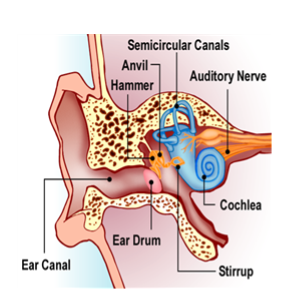 Semicircular Canals
Anvil
Auditory Nerve
Hammer
Cochlea
Ear Drum
Ear Canal
Stirrup